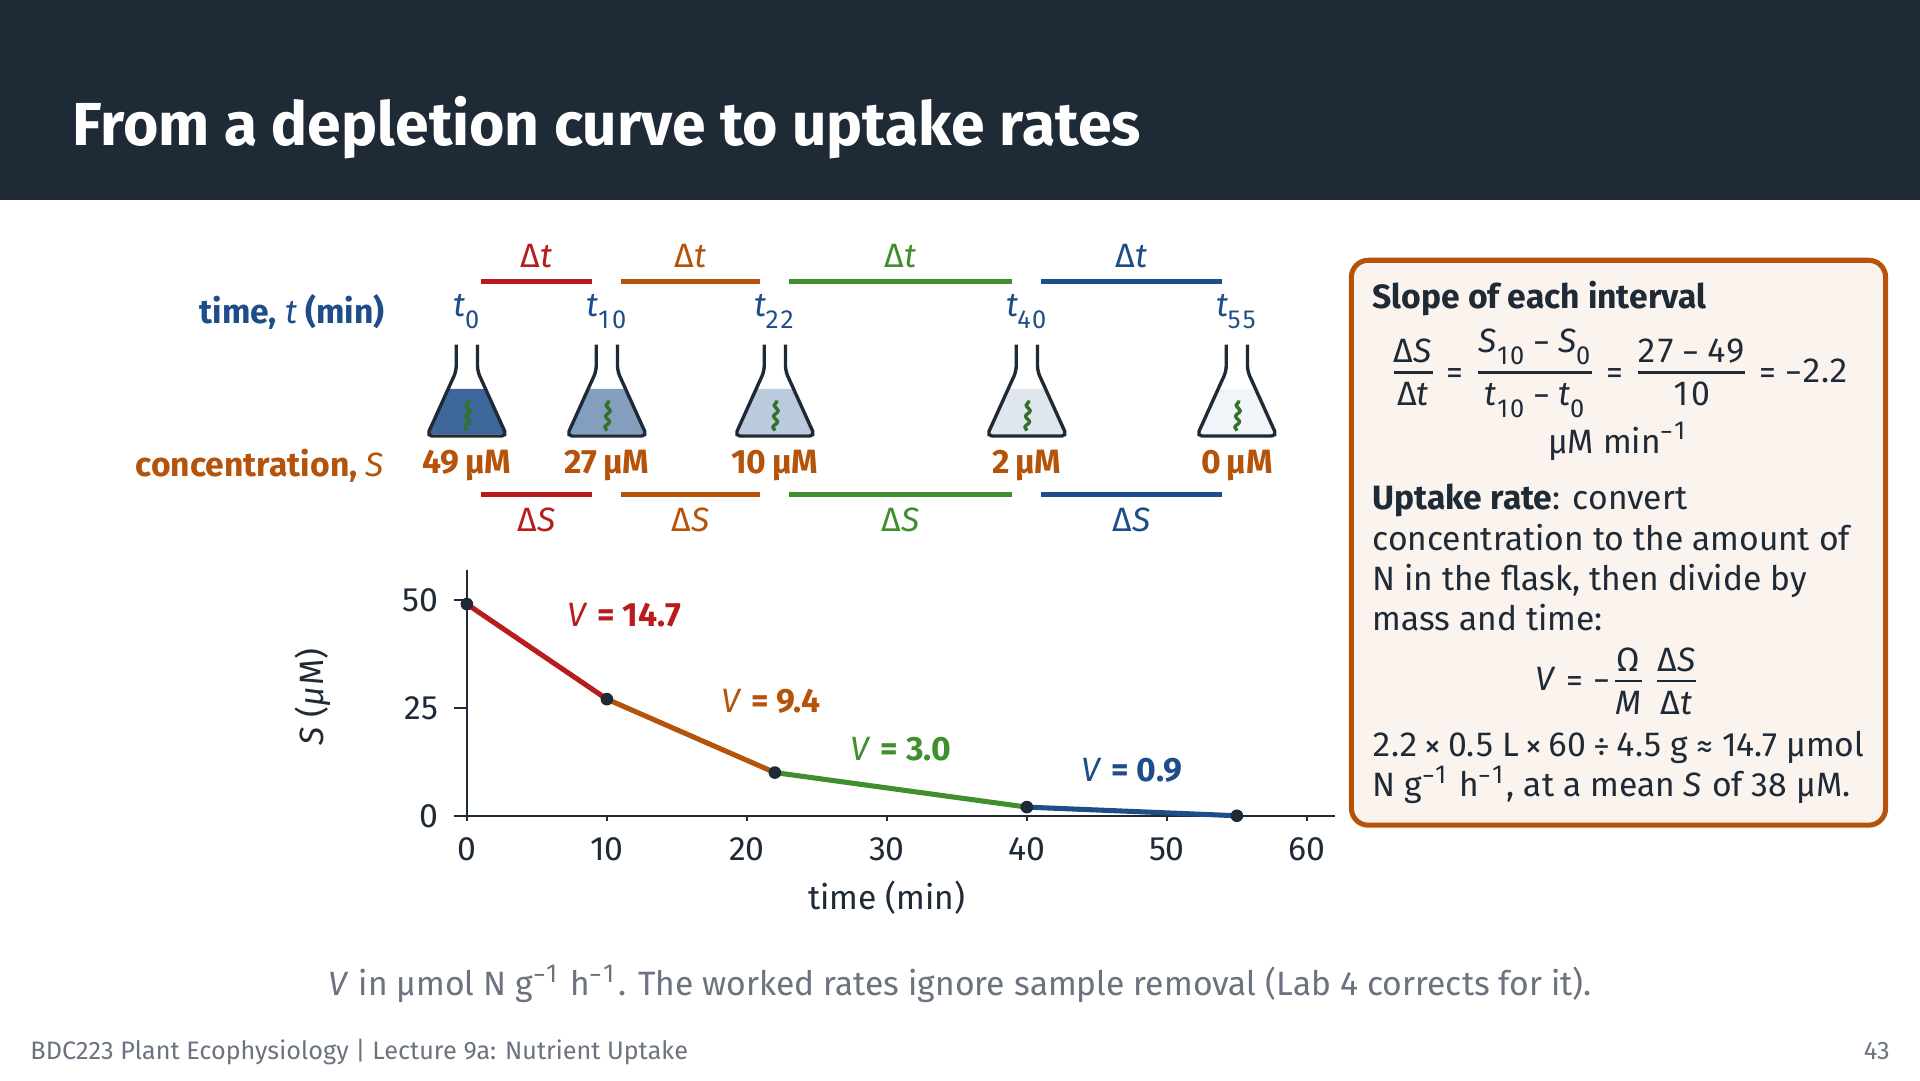 From a depletion curve to uptake rates
Δt Δt Δt Δt
time, t (min) t₀ t₁₀ t₂₂ t₄₀ t₅₅
concentration, S 49 µM 27 µM 10 µM 2 µM 0 µM
ΔS ΔS ΔS ΔS
50
25
0
S (µM)
V = 14.7
V = 9.4
V = 3.0
V = 0.9
0 10 20 30 40 50 60
time (min)
Slope of each interval
ΔS/Δt = (S₁₀ − S₀)/(t₁₀ − t₀) = (27 − 49)/10 = −2.2
µM min⁻¹
Uptake rate: convert
concentration to the amount of
N in the flask, then divide by
mass and time:
V = −Ω/M ΔS/Δt
2.2 × 0.5 L × 60 ÷ 4.5 g ≈ 14.7 µmol
N g⁻¹ h⁻¹, at a mean S of 38 µM.
V in µmol N g⁻¹ h⁻¹. The worked rates ignore sample removal (Lab 4 corrects for it).
BDC223 Plant Ecophysiology | Lecture 9a: Nutrient Uptake
43